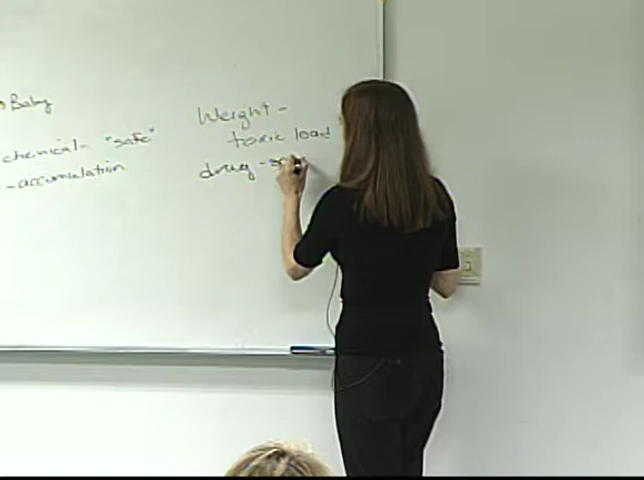 Baby
chemical - "safe"
- accumulation
Weight -
toxic load
drug -